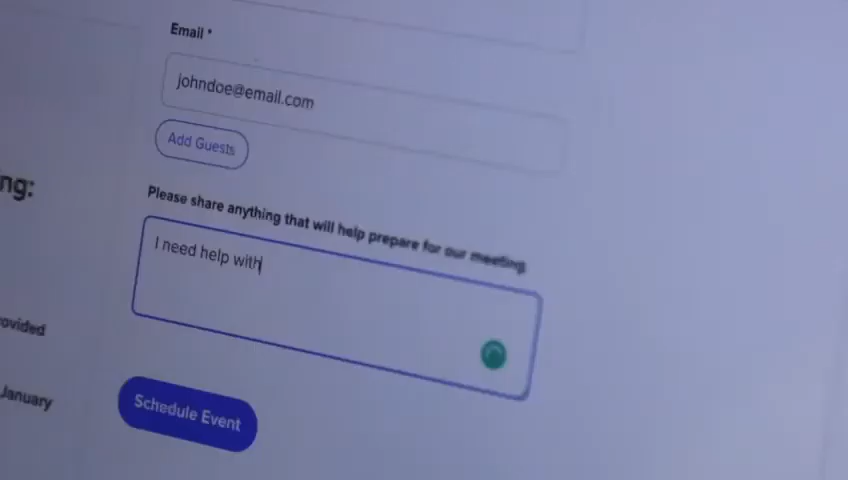 Email *
johndoe@email.com
Add Guests
ng:
Please share anything that will help prepare for our meeting.
I need help with
ovided
January
Schedule Event